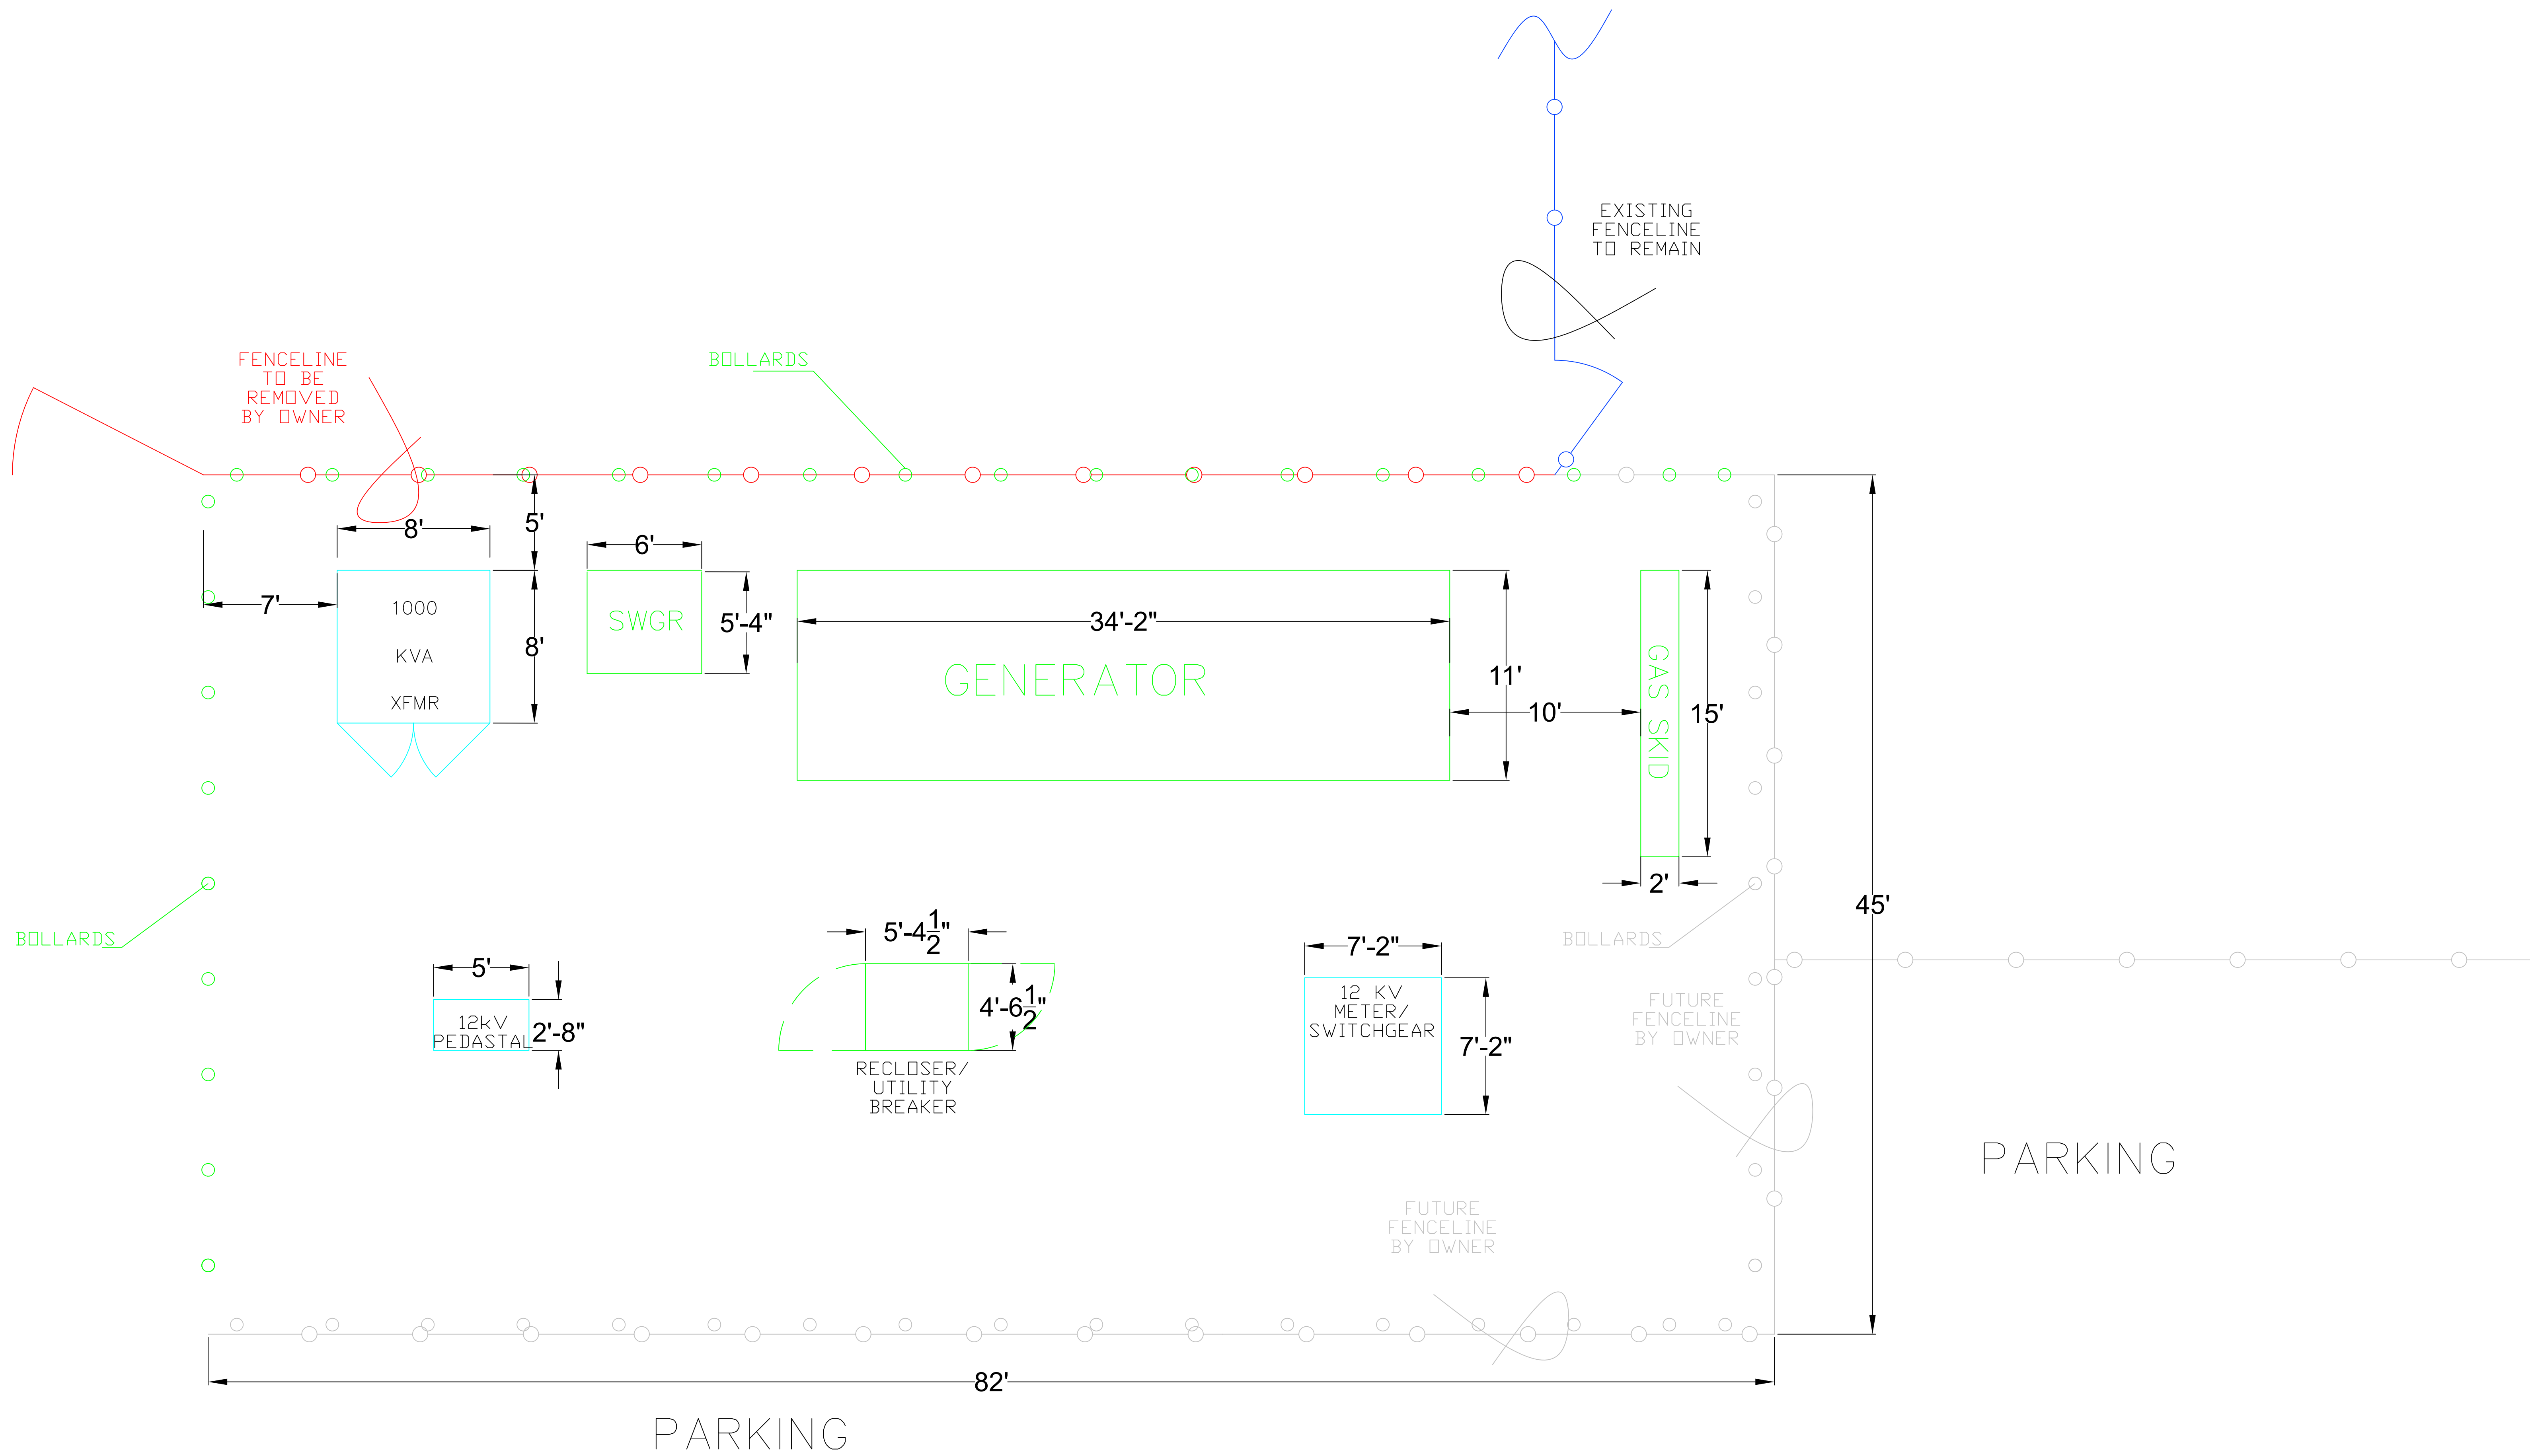 EXISTING
FENCELINE
TO REMAIN
FENCELINE
TO BE
REMOVED
BY OWNER
BOLLARDS
5'
8'
6'
7'
1000
KVA
XFMR
8'
SWGR
5'-4"
34'-2"
GENERATOR
11'
10'
GAS SKID
15'
2'
45'
BOLLARDS
BOLLARDS
5'
12kV
PEDASTAL
2'-8"
5'-4 1/2"
4'-6 1/2"
RECLOSER/
UTILITY
BREAKER
7'-2"
12 KV
METER/
SWITCHGEAR
7'-2"
FUTURE
FENCELINE
BY OWNER
PARKING
FUTURE
FENCELINE
BY OWNER
82'
PARKING